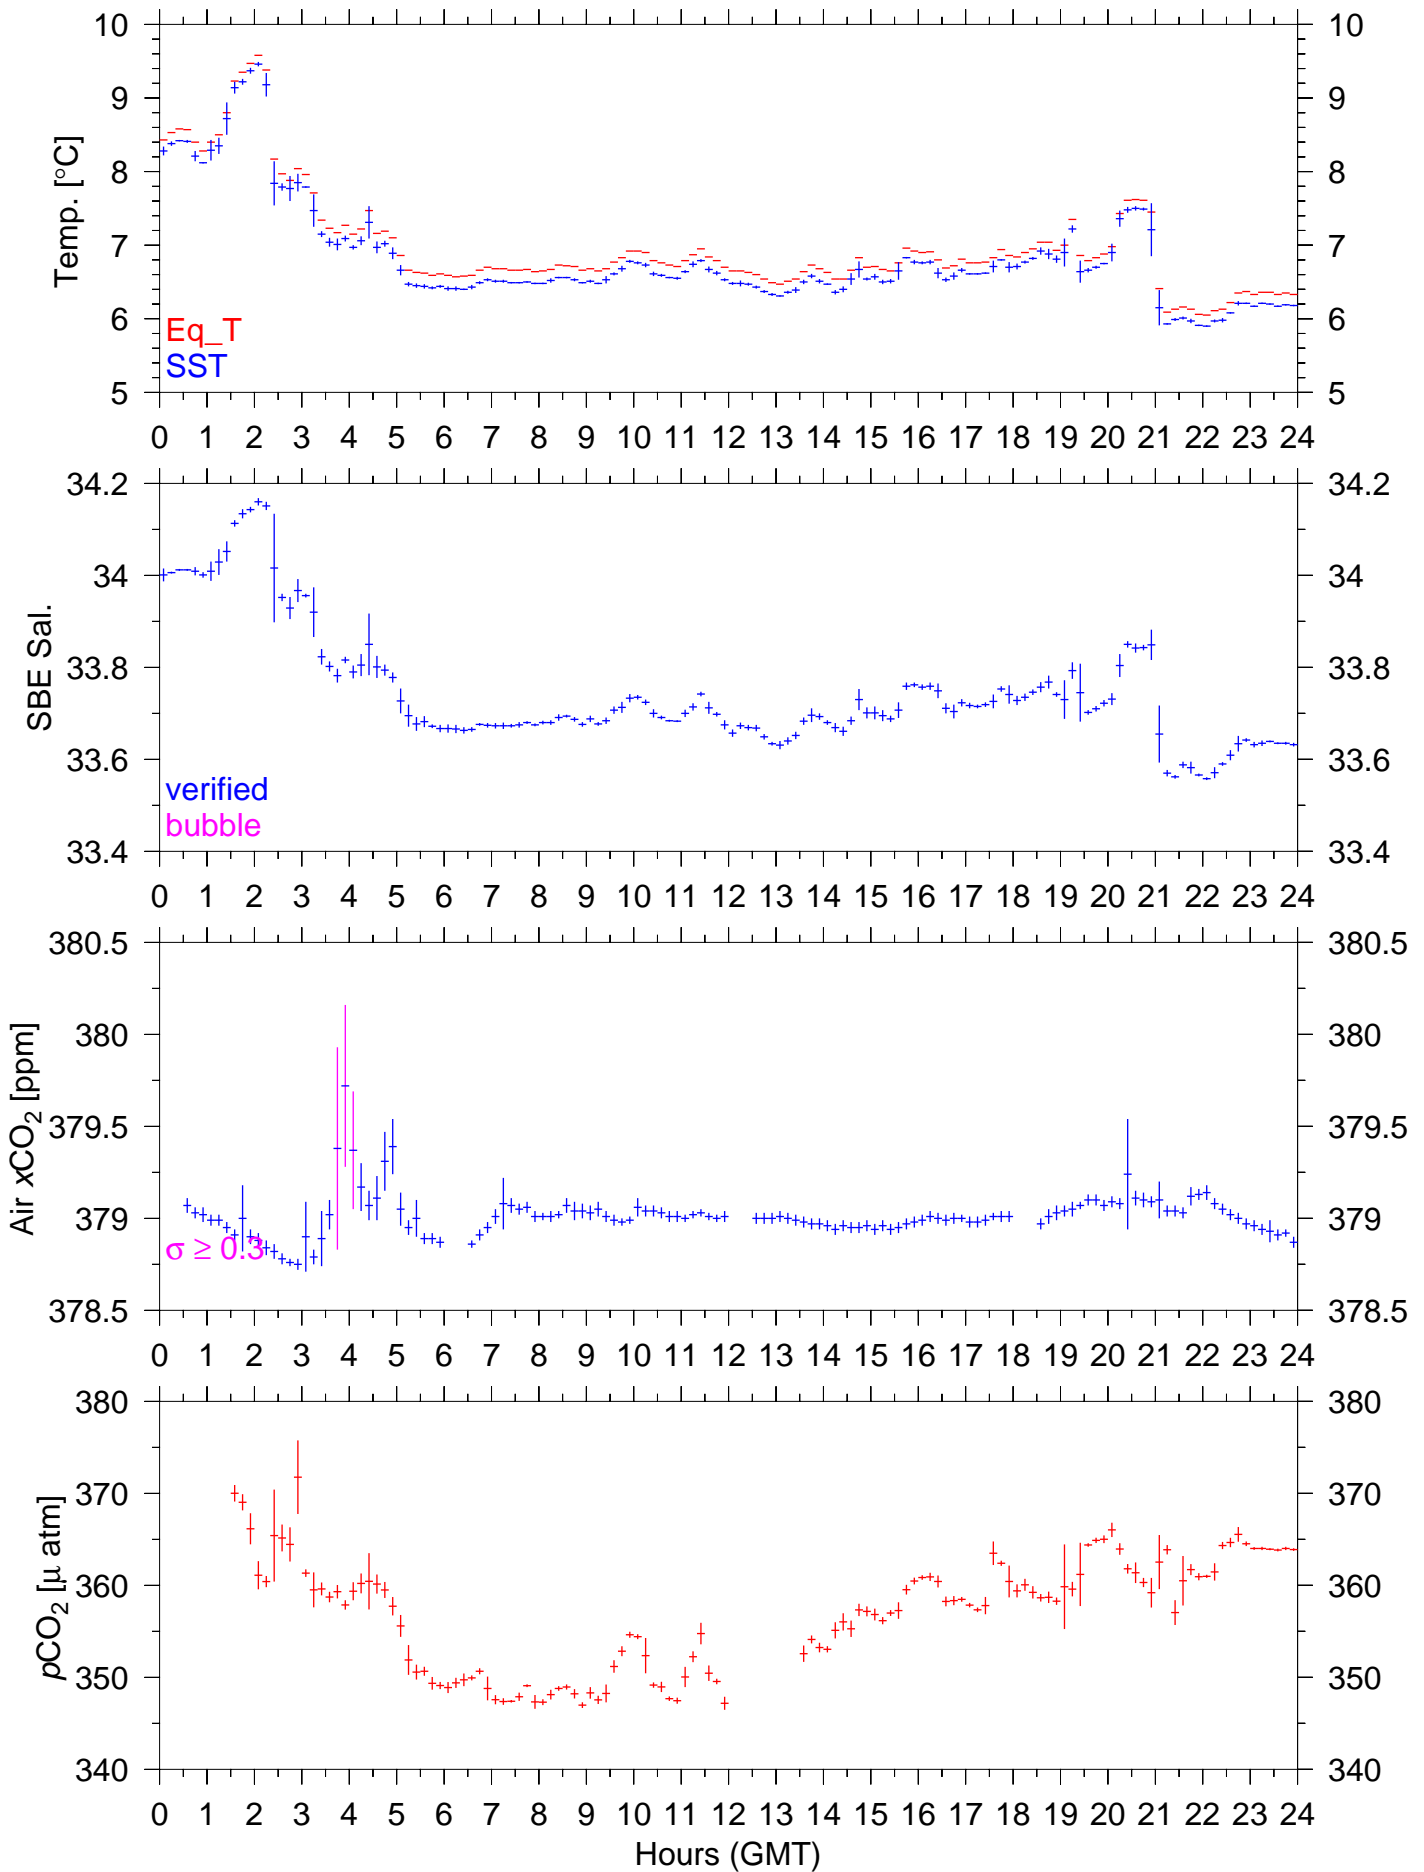 10 10
9 9
8 8
7 7
6 6
5 5
Temp. [°C]
Eq_T
SST
0 1 2 3 4 5 6 7 8 9 10 11 12 13 14 15 16 17 18 19 20 21 22 23 24
34.2 34.2
34 34
33.8 33.8
33.6 33.6
33.4 33.4
SBE Sal.
verified
bubble
0 1 2 3 4 5 6 7 8 9 10 11 12 13 14 15 16 17 18 19 20 21 22 23 24
380.5 380.5
380 380
379.5 379.5
379 379
378.5 378.5
Air xCO₂ [ppm]
σ ≥ 0.3
0 1 2 3 4 5 6 7 8 9 10 11 12 13 14 15 16 17 18 19 20 21 22 23 24
380 380
370 370
360 360
350 350
340 340
pCO₂ [μ atm]
0 1 2 3 4 5 6 7 8 9 10 11 12 13 14 15 16 17 18 19 20 21 22 23 24
Hours (GMT)